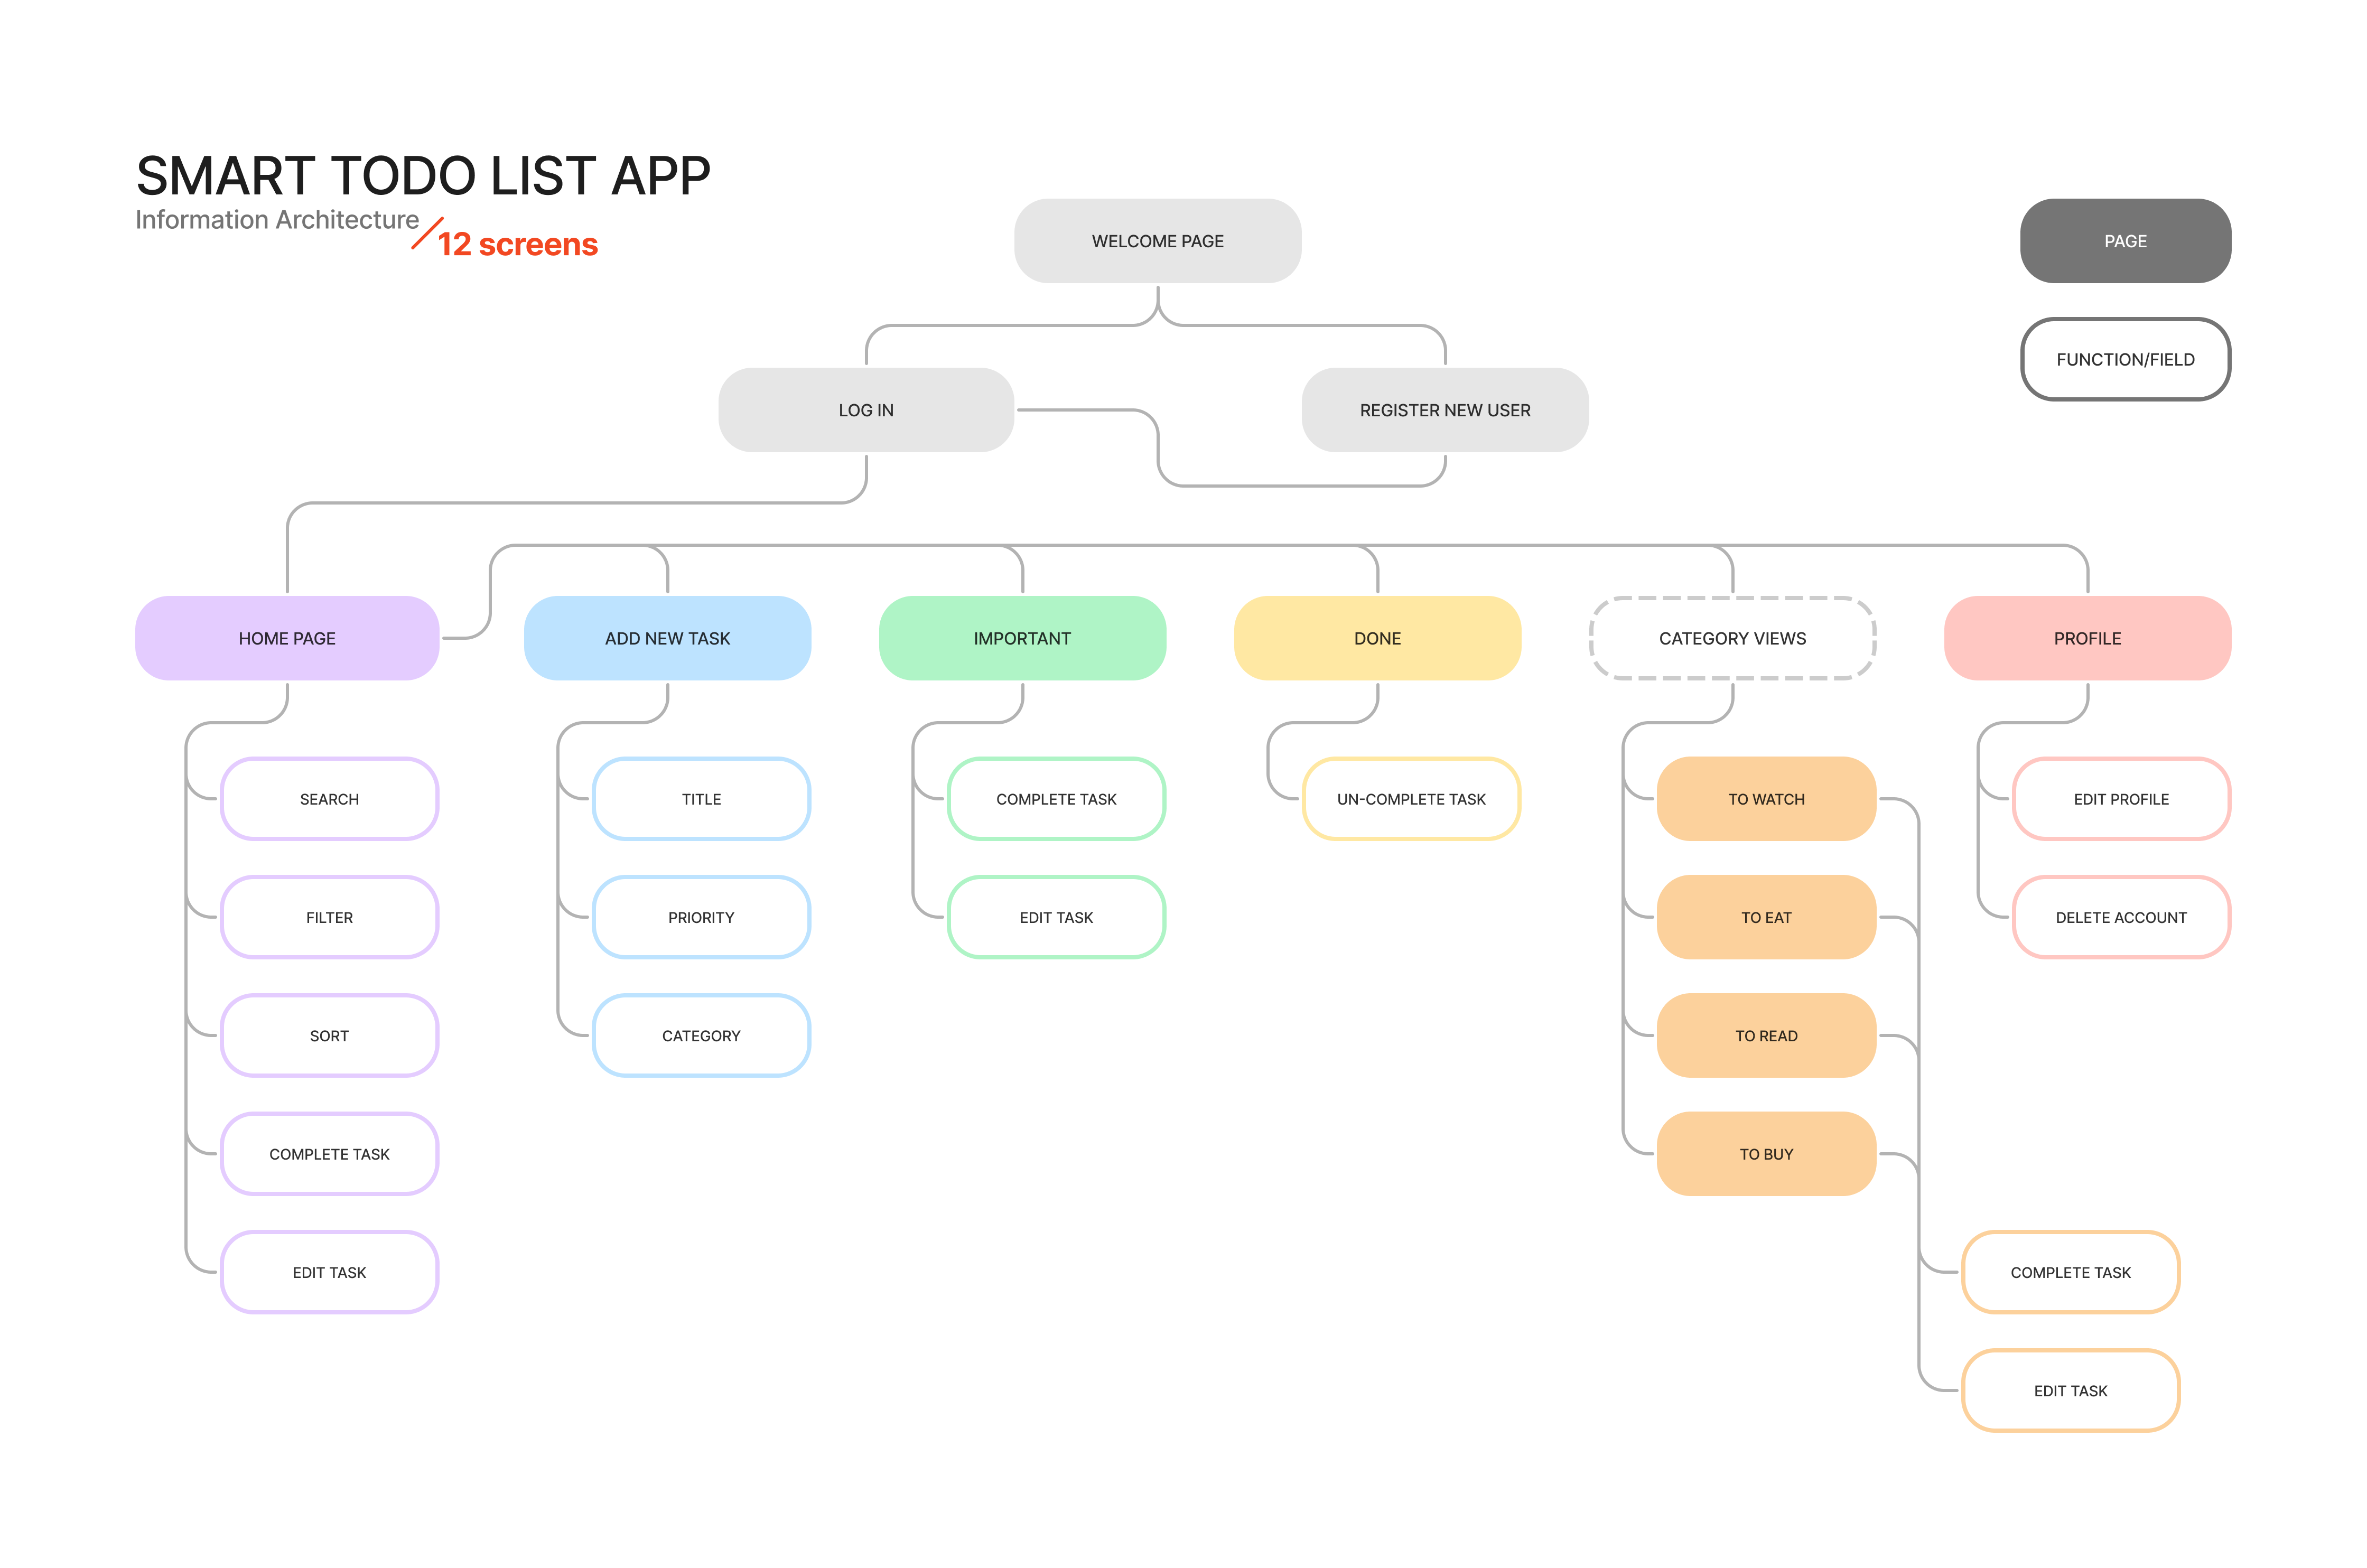 SMART TODO LIST APP
Information Architecture
12 screens
WELCOME PAGE
PAGE
FUNCTION/FIELD
LOG IN
REGISTER NEW USER
HOME PAGE
ADD NEW TASK
IMPORTANT
DONE
CATEGORY VIEWS
PROFILE
SEARCH
FILTER
SORT
COMPLETE TASK
EDIT TASK
TITLE
PRIORITY
CATEGORY
COMPLETE TASK
EDIT TASK
UN-COMPLETE TASK
TO WATCH
TO EAT
TO READ
TO BUY
COMPLETE TASK
EDIT TASK
EDIT PROFILE
DELETE ACCOUNT